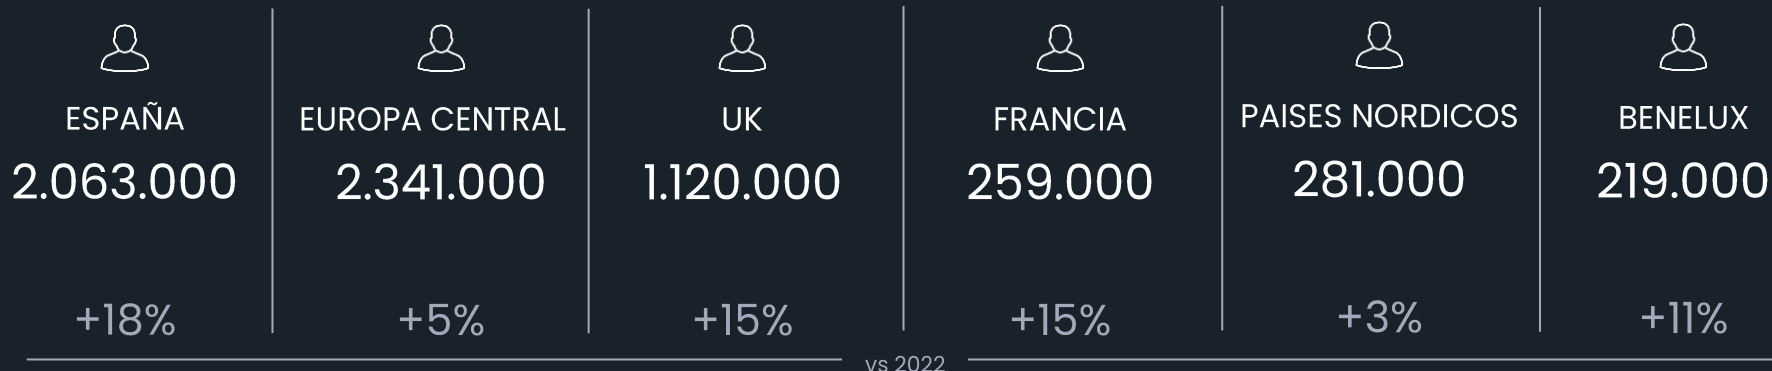 ESPAÑA
2.063.000
+18%
EUROPA CENTRAL
2.341.000
+5%
UK
1.120.000
+15%
FRANCIA
259.000
+15%
PAISES NORDICOS
281.000
+3%
BENELUX
219.000
+11%
vs 2022